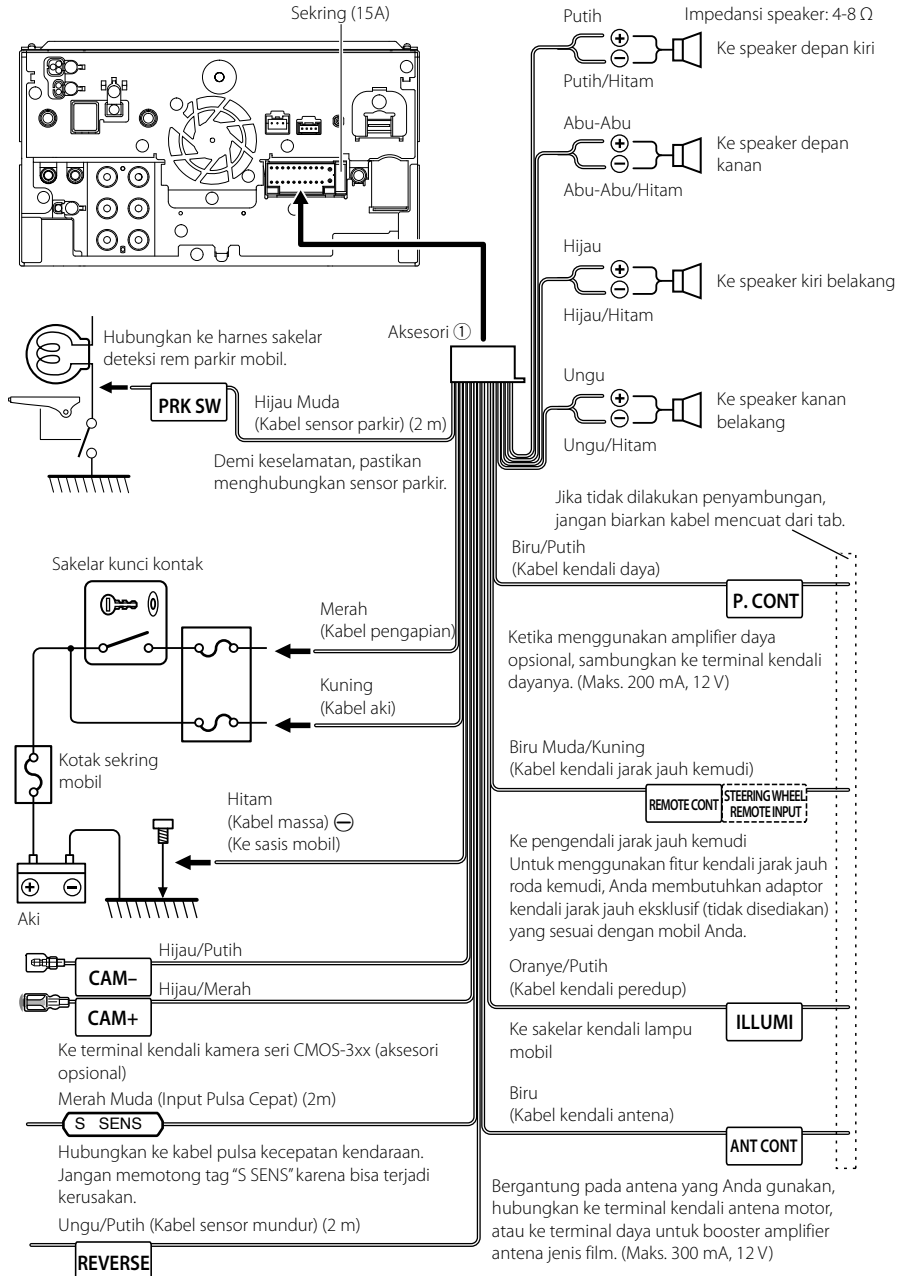 Sekring (15A)
Putih
Impedansi speaker: 4-8 Ω
⊕
⊖
Ke speaker depan kiri
Putih/Hitam
Abu-Abu
⊕
⊖
Ke speaker depan
kanan
Abu-Abu/Hitam
Hijau
⊕
⊖
Ke speaker kiri belakang
Hijau/Hitam
Ungu
⊕
⊖
Ke speaker kanan
belakang
Ungu/Hitam
Aksesori ①
Hubungkan ke harnes sakelar
deteksi rem parkir mobil.
PRK SW
Hijau Muda
(Kabel sensor parkir) (2 m)
Demi keselamatan, pastikan
menghubungkan sensor parkir.
Jika tidak dilakukan penyambungan,
jangan biarkan kabel mencuat dari tab.
Sakelar kunci kontak
Merah
(Kabel pengapian)
Kuning
(Kabel aki)
Kotak sekring
mobil
Hitam
(Kabel massa) ⊖
(Ke sasis mobil)
⊕
⊖
Aki
Biru/Putih
(Kabel kendali daya)
P. CONT
Ketika menggunakan amplifier daya
opsional, sambungkan ke terminal kendali
dayanya. (Maks. 200 mA, 12 V)
Biru Muda/Kuning
(Kabel kendali jarak jauh kemudi)
REMOTE CONT
STEERING WHEEL
REMOTE INPUT
Ke pengendali jarak jauh kemudi
Untuk menggunakan fitur kendali jarak jauh
roda kemudi, Anda membutuhkan adaptor
kendali jarak jauh eksklusif (tidak disediakan)
yang sesuai dengan mobil Anda.
Hijau/Putih
CAM–
Hijau/Merah
CAM+
Ke terminal kendali kamera seri CMOS-3xx (aksesori
opsional)
Merah Muda (Input Pulsa Cepat) (2m)
S SENS
Hubungkan ke kabel pulsa kecepatan kendaraan.
Jangan memotong tag “S SENS” karena bisa terjadi
kerusakan.
Ungu/Putih (Kabel sensor mundur) (2 m)
REVERSE
Oranye/Putih
(Kabel kendali peredup)
ILLUMI
Ke sakelar kendali lampu
mobil
Biru
(Kabel kendali antena)
ANT CONT
Bergantung pada antena yang Anda gunakan,
hubungkan ke terminal kendali antena motor,
atau ke terminal daya untuk booster amplifier
antena jenis film. (Maks. 300 mA, 12 V)